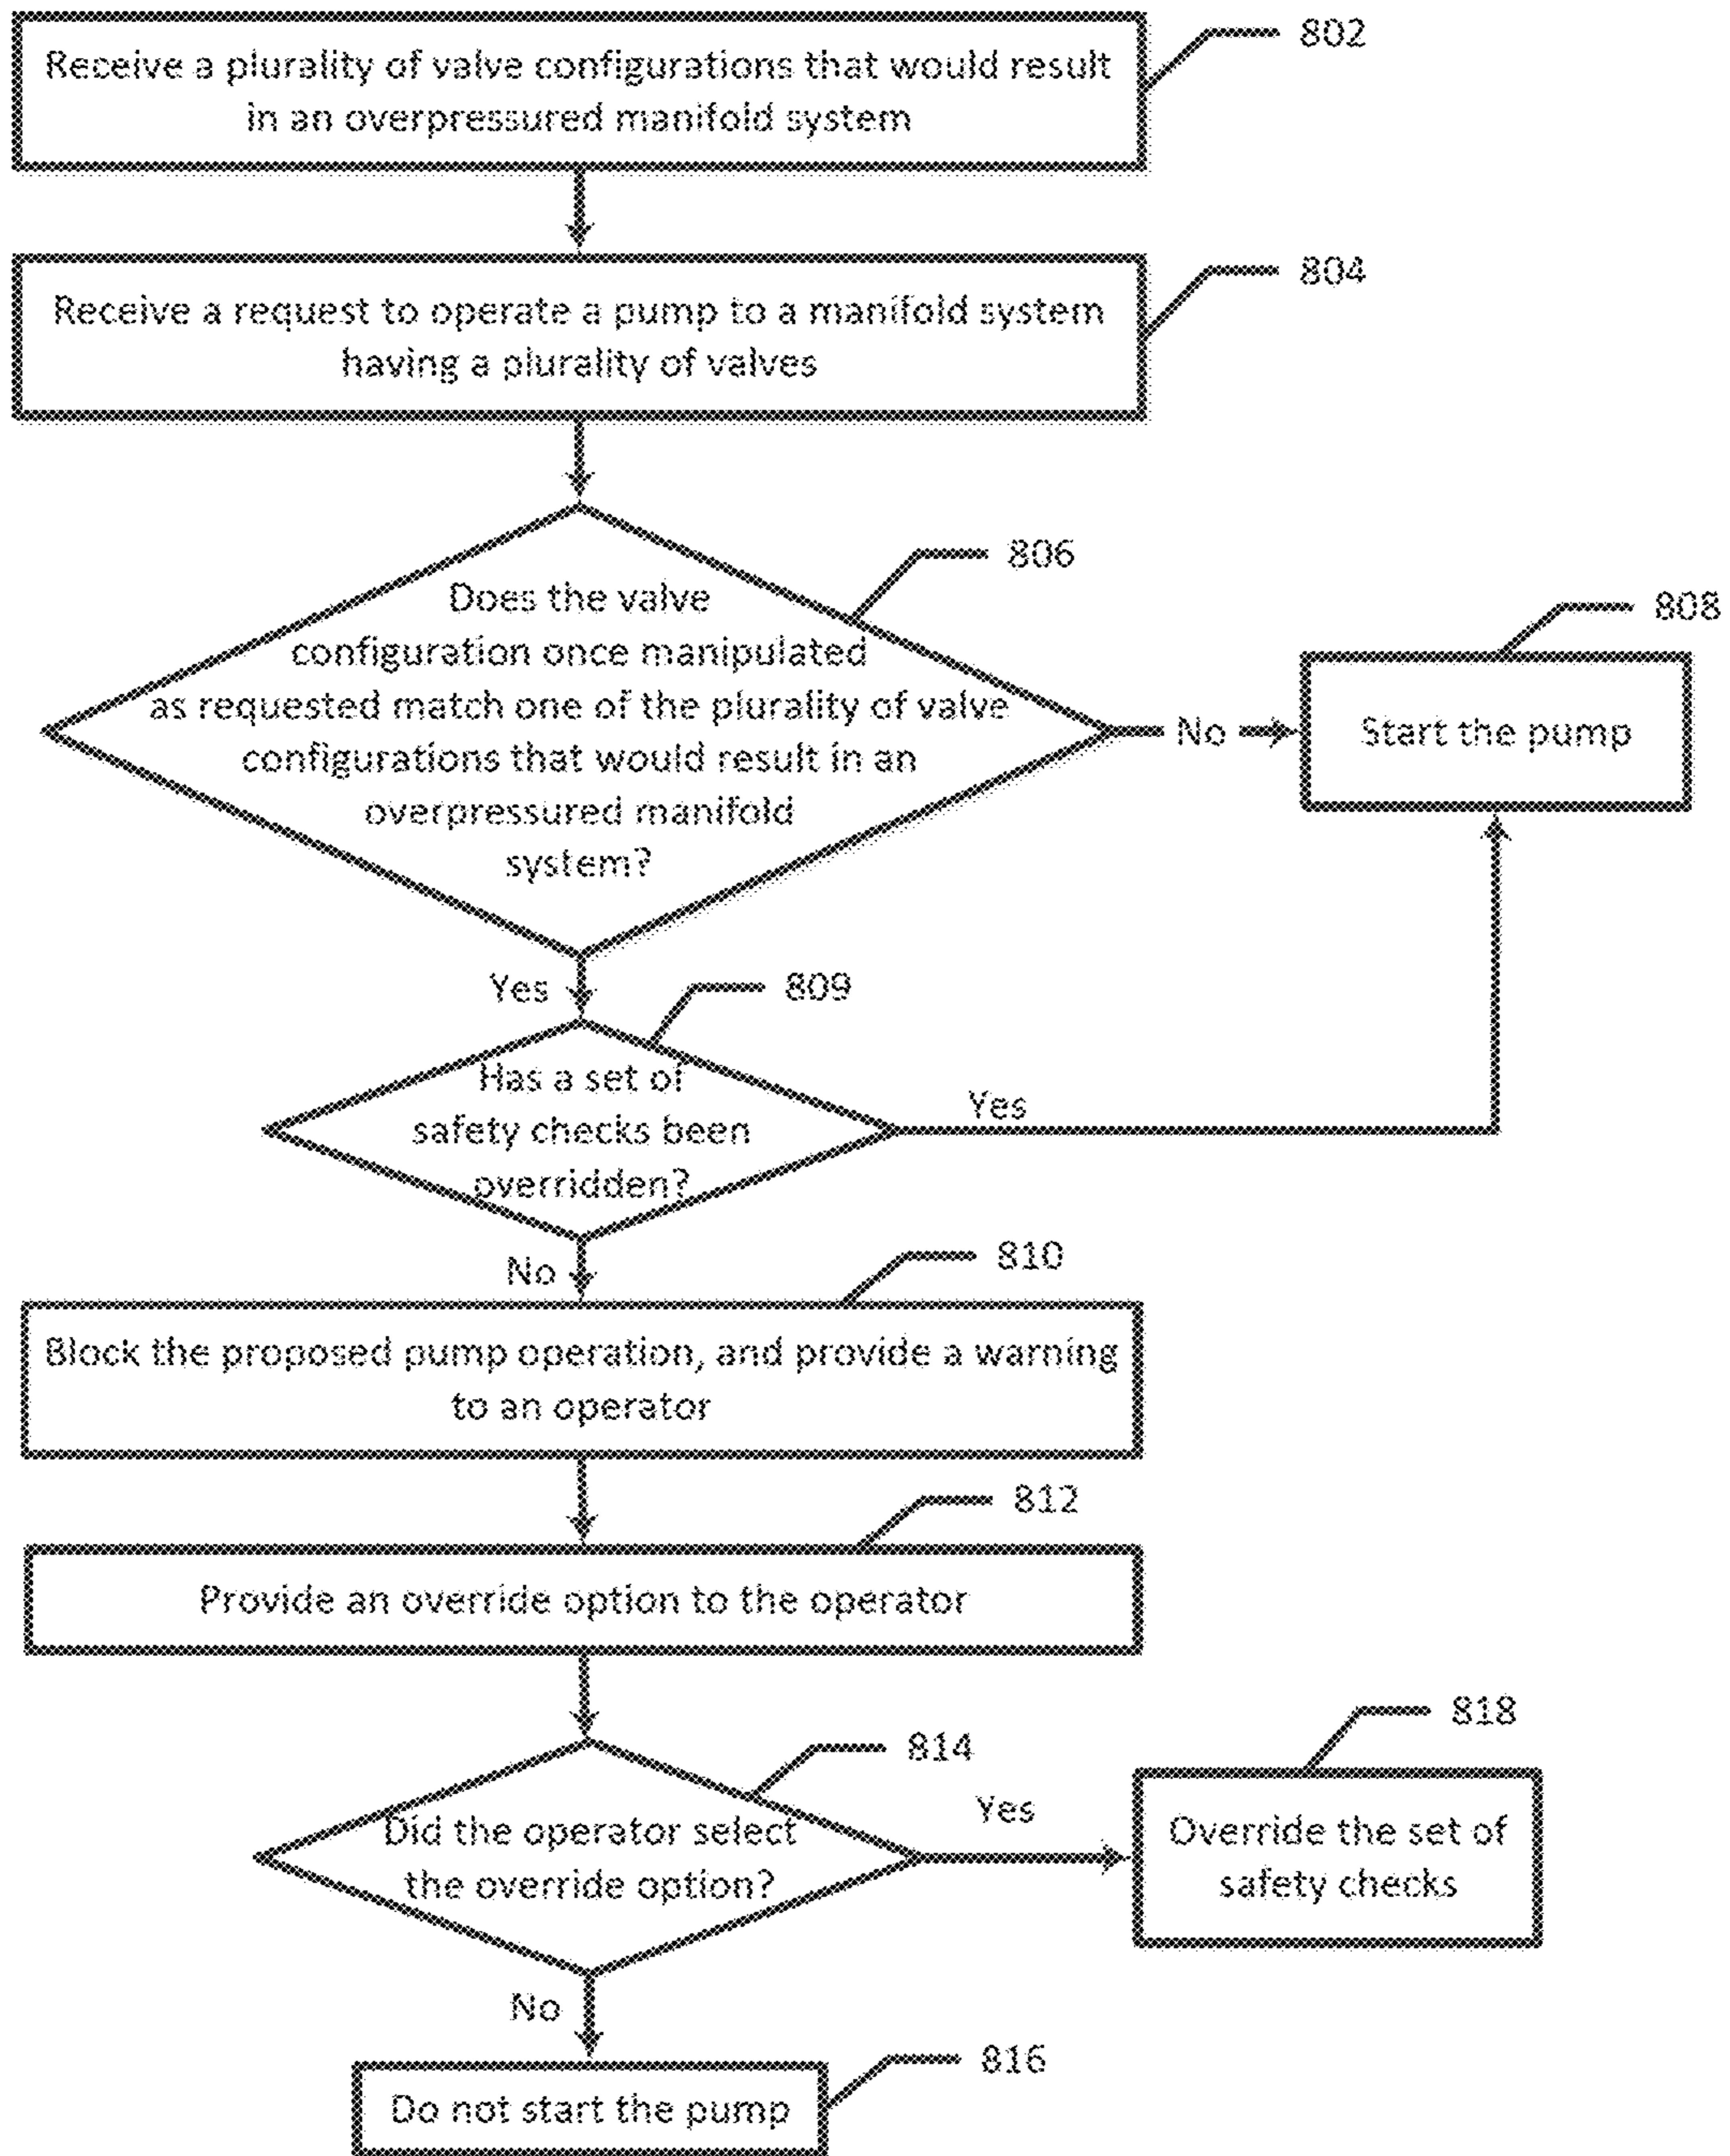 802
Receive a plurality of valve configurations that would result
in an overpressured manifold system
804
Receive a request to operate a pump to a manifold system
having a plurality of valves
806
Does the valve
configuration once manipulated
as requested match one of the plurality of valve
configurations that would result in an
overpressured manifold
system?
No
808
Start the pump
Yes
809
Has a set of
safety checks been
overridden?
Yes
No
810
Block the proposed pump operation, and provide a warning
to an operator
812
Provide an override option to the operator
814
Did the operator select
the override option?
Yes
818
Override the set of
safety checks
No
816
Do not start the pump